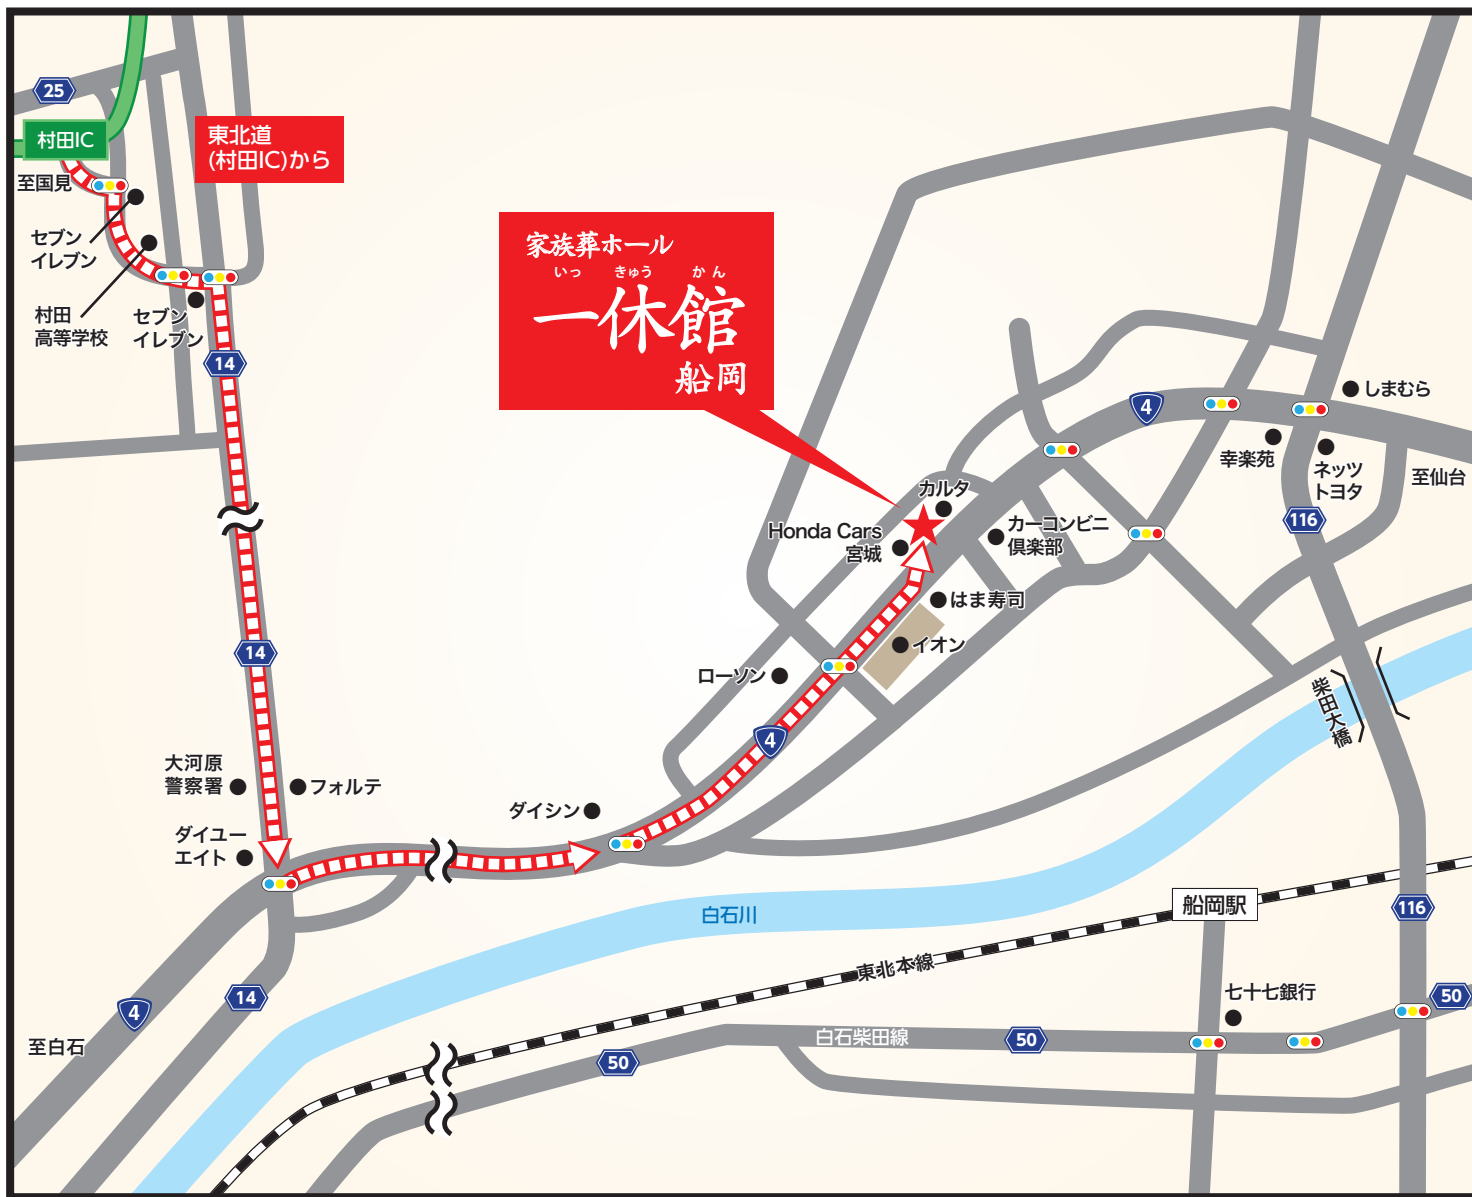 25
村田IC
東北道
(村田IC)から
至国見
セブン
イレブン
村田
高等学校
セブン
イレブン
14
家族葬ホール
いっ きゅう かん
一休館
船岡
4
しまむら
幸楽苑
ネッツ
トヨタ
至仙台
116
カルタ
Honda Cars
宮城
カーコンビニ
倶楽部
はま寿司
イオン
ローソン
14
4
柴田大橋
大河原
警察署
フォルテ
ダイシン
ダイユー
エイト
白石川
船岡駅
116
東北本線
七十七銀行
14
4
50
至白石
白石柴田線
50
50